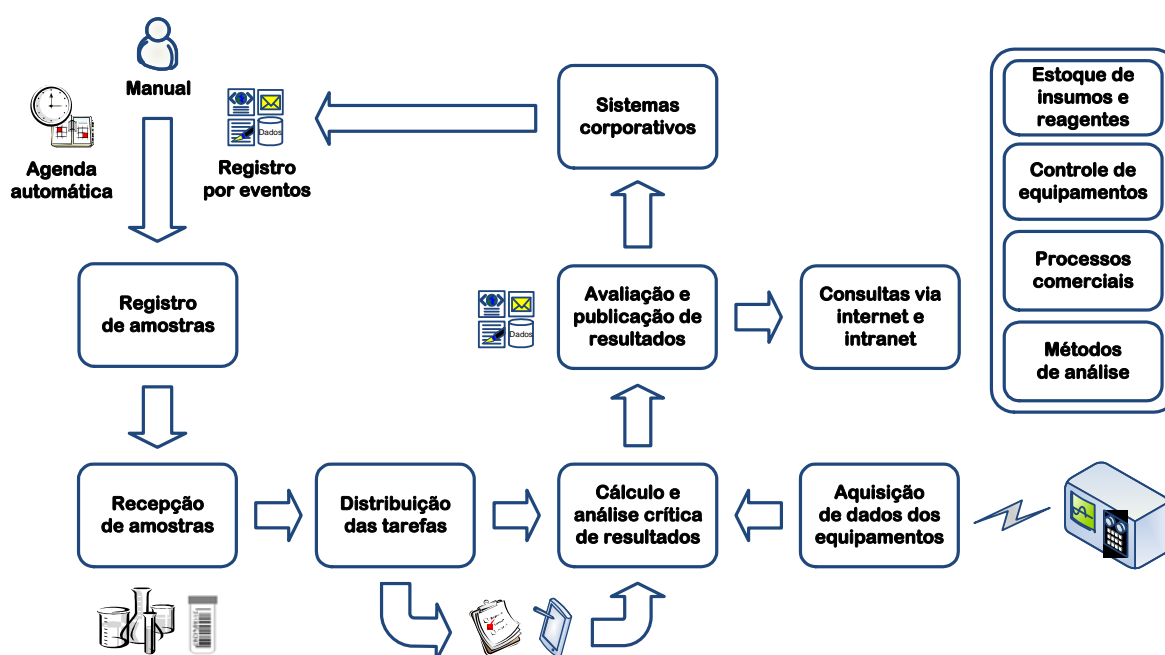 Manual
Agenda
automática
Dados
Registro
por eventos
Sistemas
corporativos
Estoque de
insumos e
reagentes
Controle de
equipamentos
Processos
comerciais
Métodos
de análise
Registro
de amostras
Dados
Avaliação e
publicação de
resultados
Consultas via
internet e
intranet
Recepção
de amostras
Distribuição
das tarefas
Cálculo e
análise crítica
de resultados
Aquisição
de dados dos
equipamentos